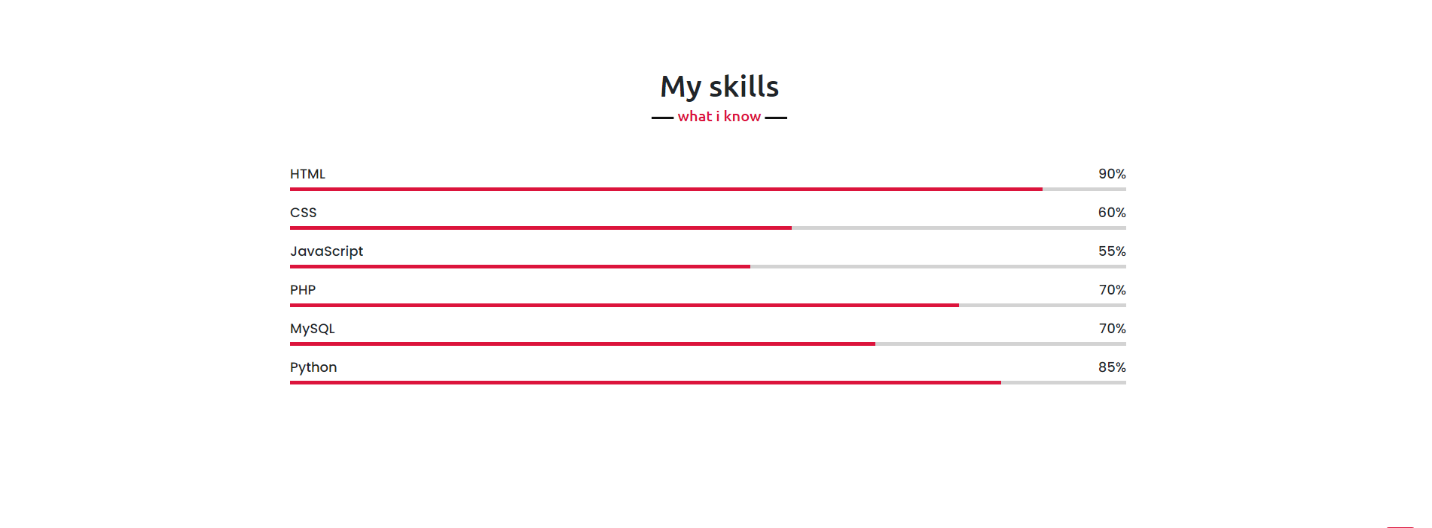 My skills
what i know
HTML 90%
CSS 60%
JavaScript 55%
PHP 70%
MySQL 70%
Python 85%